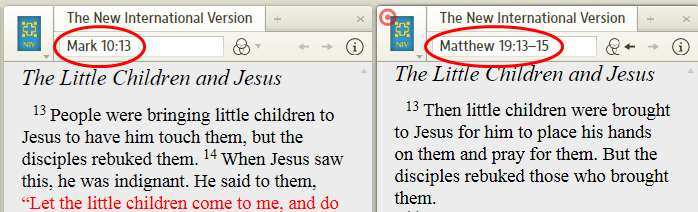 The New International Version
NIV
Mark 10:13
The Little Children and Jesus
13 People were bringing little children to
Jesus to have him touch them, but the
disciples rebuked them. 14 When Jesus saw
this, he was indignant. He said to them,
“Let the little children come to me, and do
The New International Version
NIV
Matthew 19:13–15
The Little Children and Jesus
13 Then little children were brought
to Jesus for him to place his hands
on them and pray for them. But the
disciples rebuked those who brought
them.